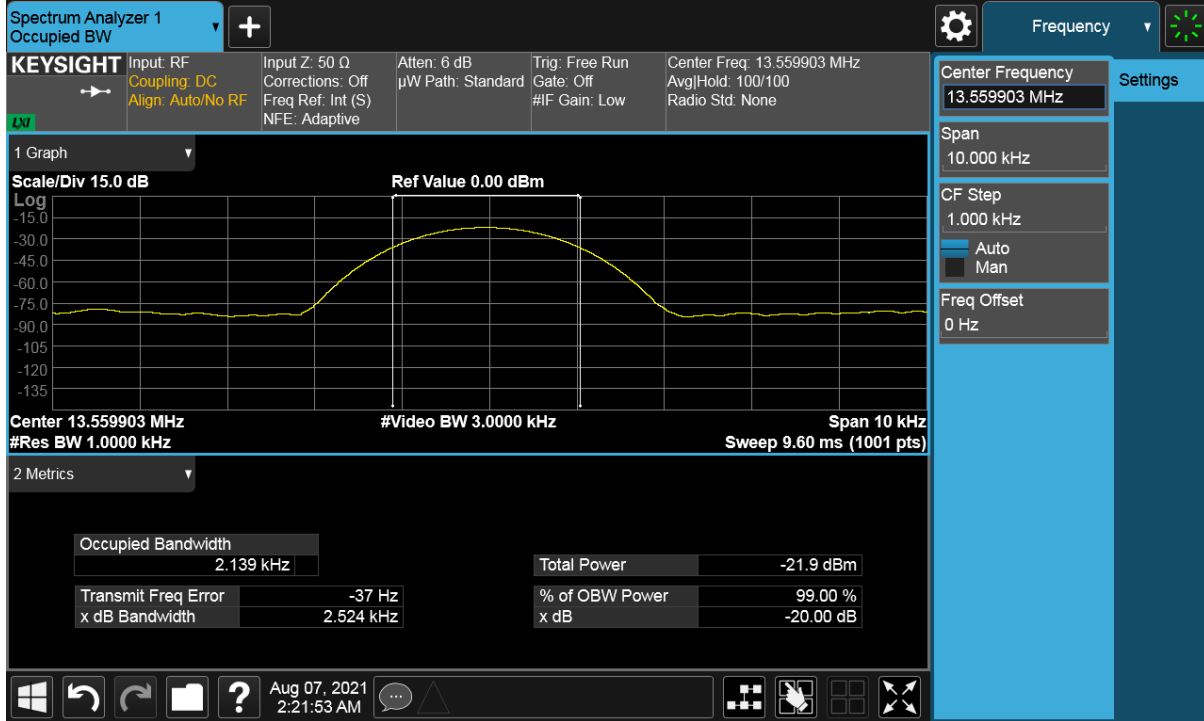 Spectrum Analyzer 1
Occupied BW
Frequency
KEYSIGHT
LXI
Input: RF
Coupling: DC
Align: Auto/No RF
Input Z: 50 Ω
Corrections: Off
Freq Ref: Int (S)
NFE: Adaptive
Atten: 6 dB
µW Path: Standard
Trig: Free Run
Gate: Off
#IF Gain: Low
Center Freq: 13.559903 MHz
Avg|Hold: 100/100
Radio Std: None
Center Frequency
13.559903 MHz
Settings
Span
10.000 kHz
CF Step
1.000 kHz
Auto
Man
Freq Offset
0 Hz
1 Graph
Scale/Div 15.0 dB
Ref Value 0.00 dBm
Log
-15.0
-30.0
-45.0
-60.0
-75.0
-90.0
-105
-120
-135
Center 13.559903 MHz
#Video BW 3.0000 kHz
Span 10 kHz
#Res BW 1.0000 kHz
Sweep 9.60 ms (1001 pts)
2 Metrics
Occupied Bandwidth
2.139 kHz
Total Power -21.9 dBm
Transmit Freq Error -37 Hz
% of OBW Power 99.00 %
x dB Bandwidth 2.524 kHz
x dB -20.00 dB
?
Aug 07, 2021
2:21:53 AM